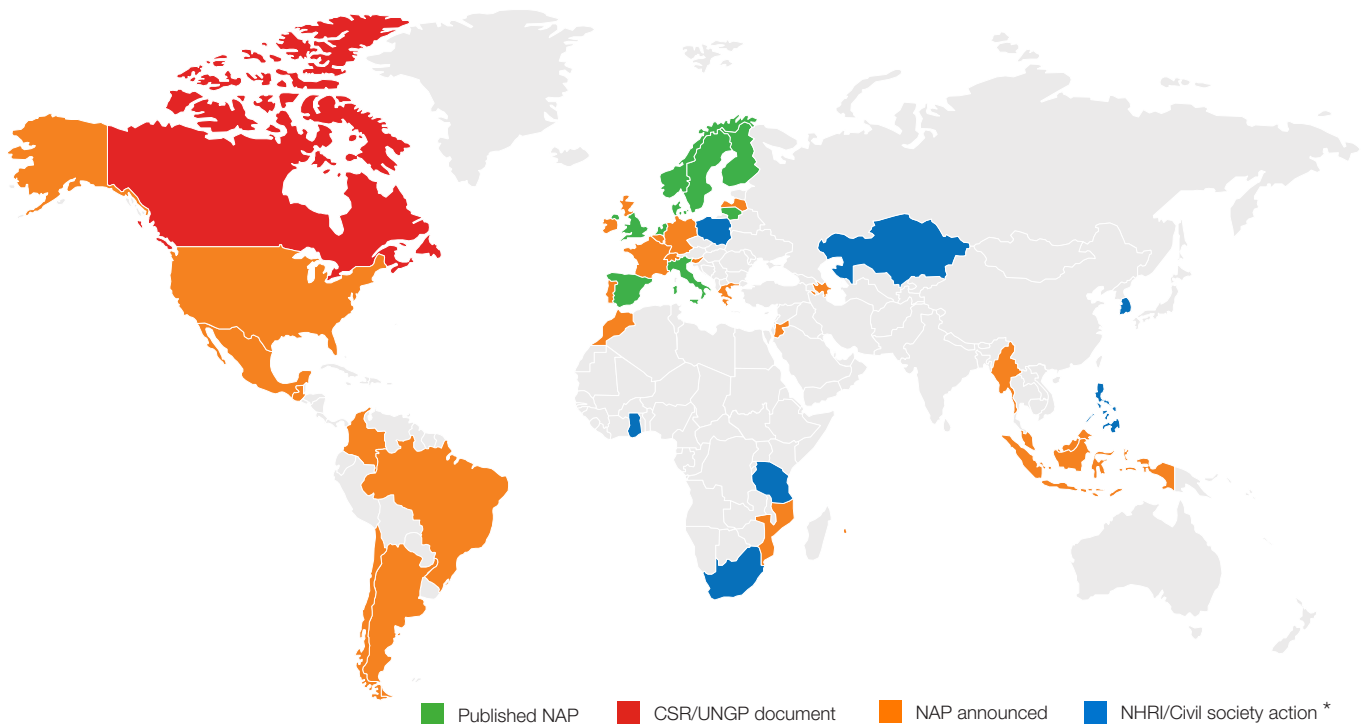 Published NAP
CSR/UNGP document
NAP announced
NHRI/Civil society action *